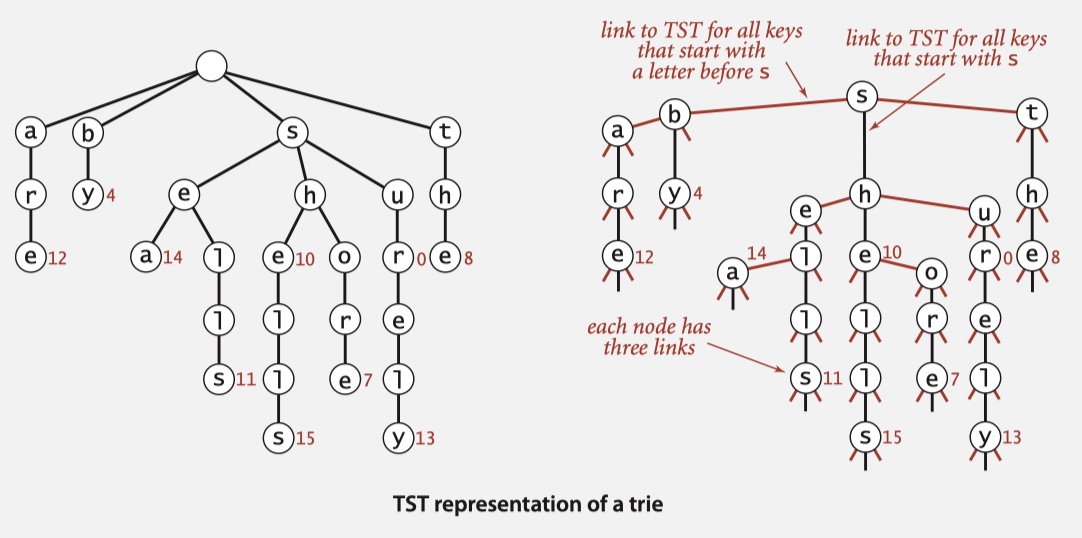 link to TST for all keys
that start with
a letter before s
link to TST for all keys
that start with s
s
a b s t
b t
a
r y 4 e h u h
r y 4 h h
e u
e 12 a 14 l e 10 o r 0 e 8
14 l e 10 r 0 e 8
e 12 a o
l l r e
each node has
three links
l l r e
s 11 l e 7 l
s 11 l e 7 l
s 15 y 13
s 15 y 13
TST representation of a trie